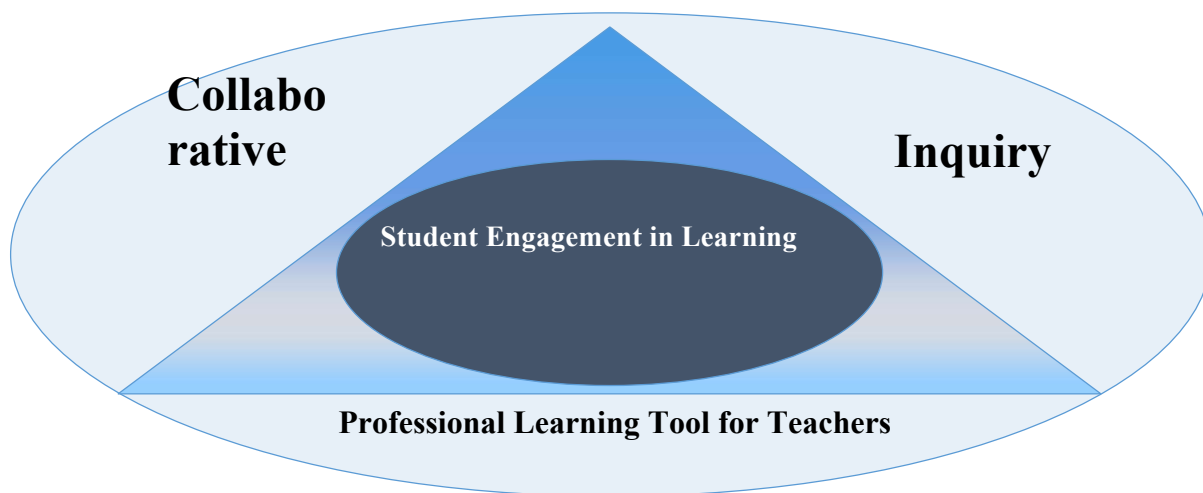 Collabo
rative
Inquiry
Student Engagement in Learning
Professional Learning Tool for Teachers